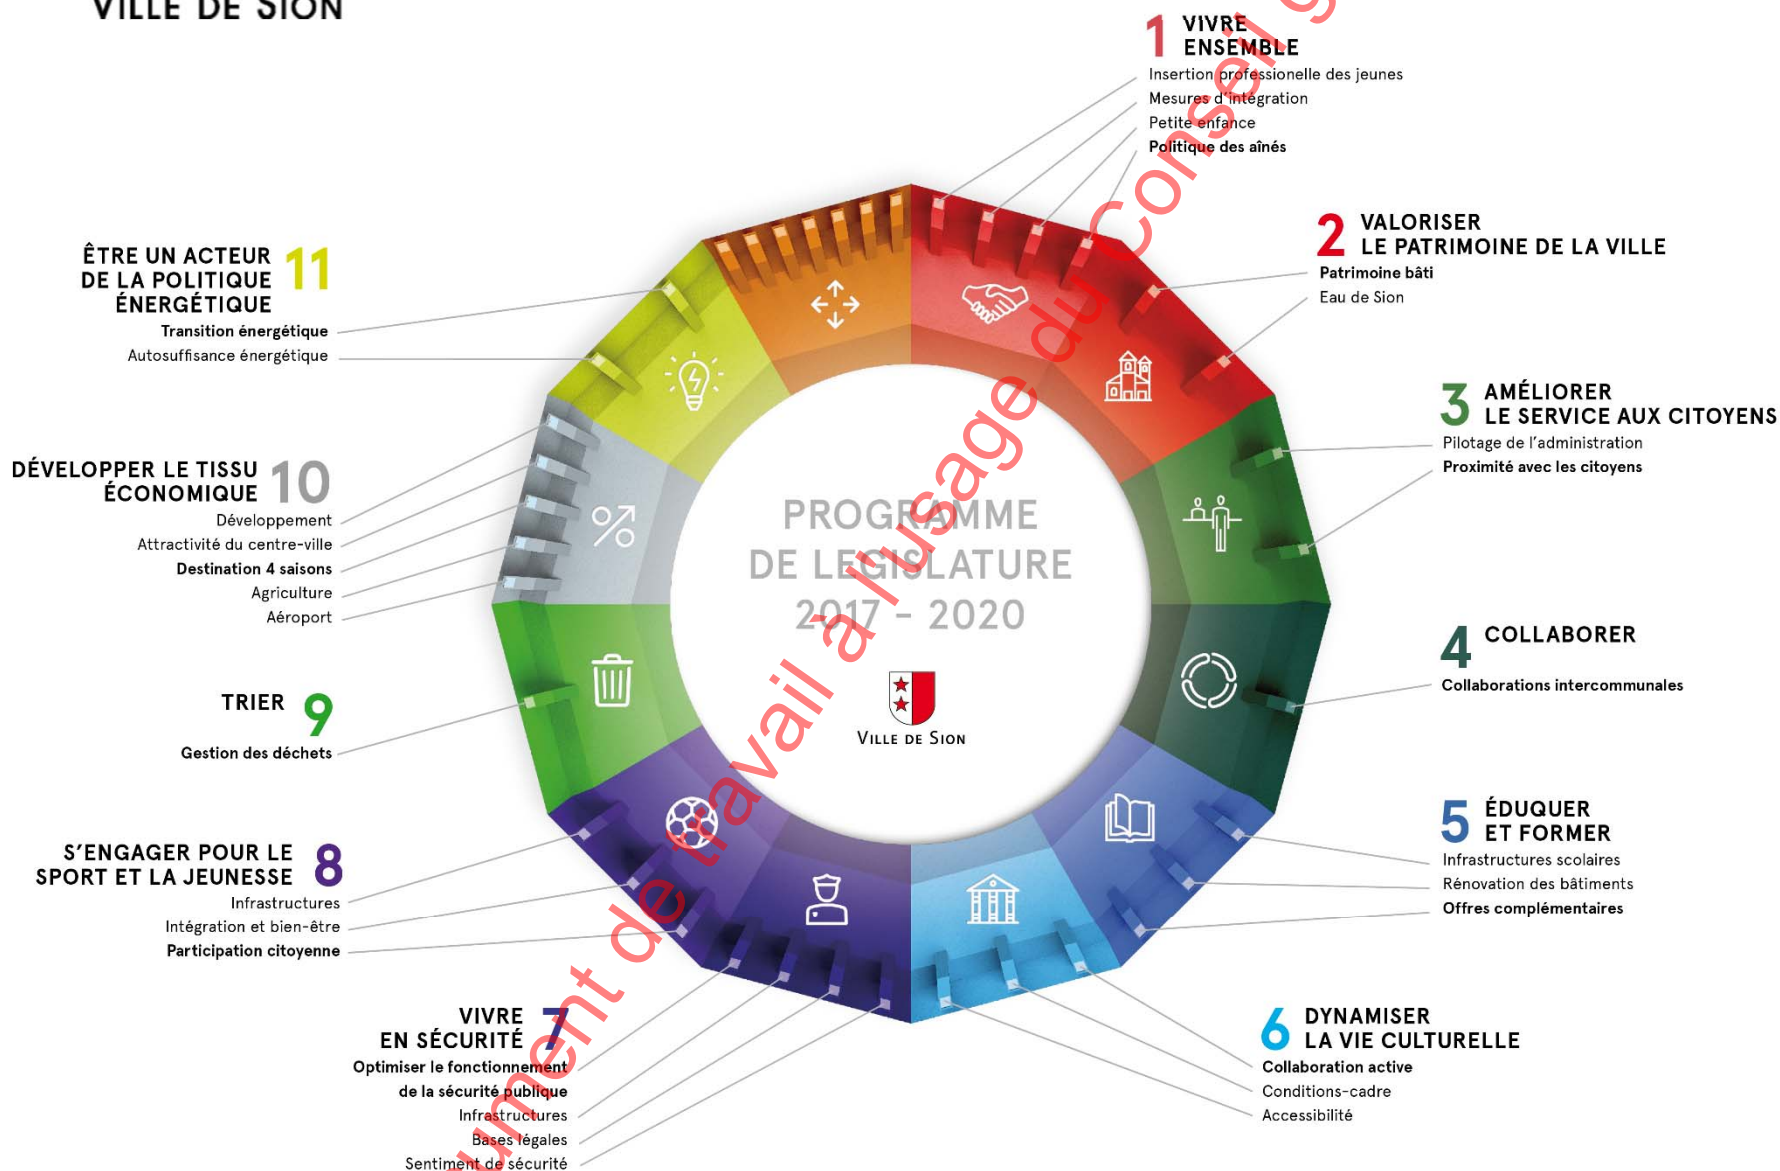 VILLE DE SION
1 VIVRE
ENSEMBLE
Insertion professionelle des jeunes
Mesures d'intégration
Petite enfance
Politique des aînés
2 VALORISER
LE PATRIMOINE DE LA VILLE
Patrimoine bâti
Eau de Sion
3 AMÉLIORER
LE SERVICE AUX CITOYENS
Pilotage de l'administration
Proximité avec les citoyens
4 COLLABORER
Collaborations intercommunales
5 ÉDUQUER
ET FORMER
Infrastructures scolaires
Rénovation des bâtiments
Offres complémentaires
6 DYNAMISER
LA VIE CULTURELLE
Collaboration active
Conditions-cadre
Accessibilité
VIVRE 7
EN SÉCURITÉ
Optimiser le fonctionnement
de la sécurité publique
Infrastructures
Bases légales
Sentiment de sécurité
S'ENGAGER POUR LE 8
SPORT ET LA JEUNESSE
Infrastructures
Intégration et bien-être
Participation citoyenne
TRIER 9
Gestion des déchets
DÉVELOPPER LE TISSU 10
ÉCONOMIQUE
Développement
Attractivité du centre-ville
Destination 4 saisons
Agriculture
Aéroport
ÊTRE UN ACTEUR 11
DE LA POLITIQUE
ÉNERGÉTIQUE
Transition énergétique
Autosuffisance énergétique
PROGRAMME
DE LEGISLATURE
2017 - 2020
VILLE DE SION
ument de travail à l'usage du Conseil g